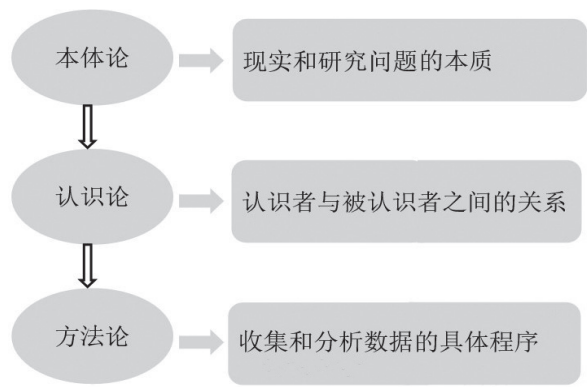 本体论
现实和研究问题的本质
认识论
认识者与被认识者之间的关系
方法论
收集和分析数据的具体程序